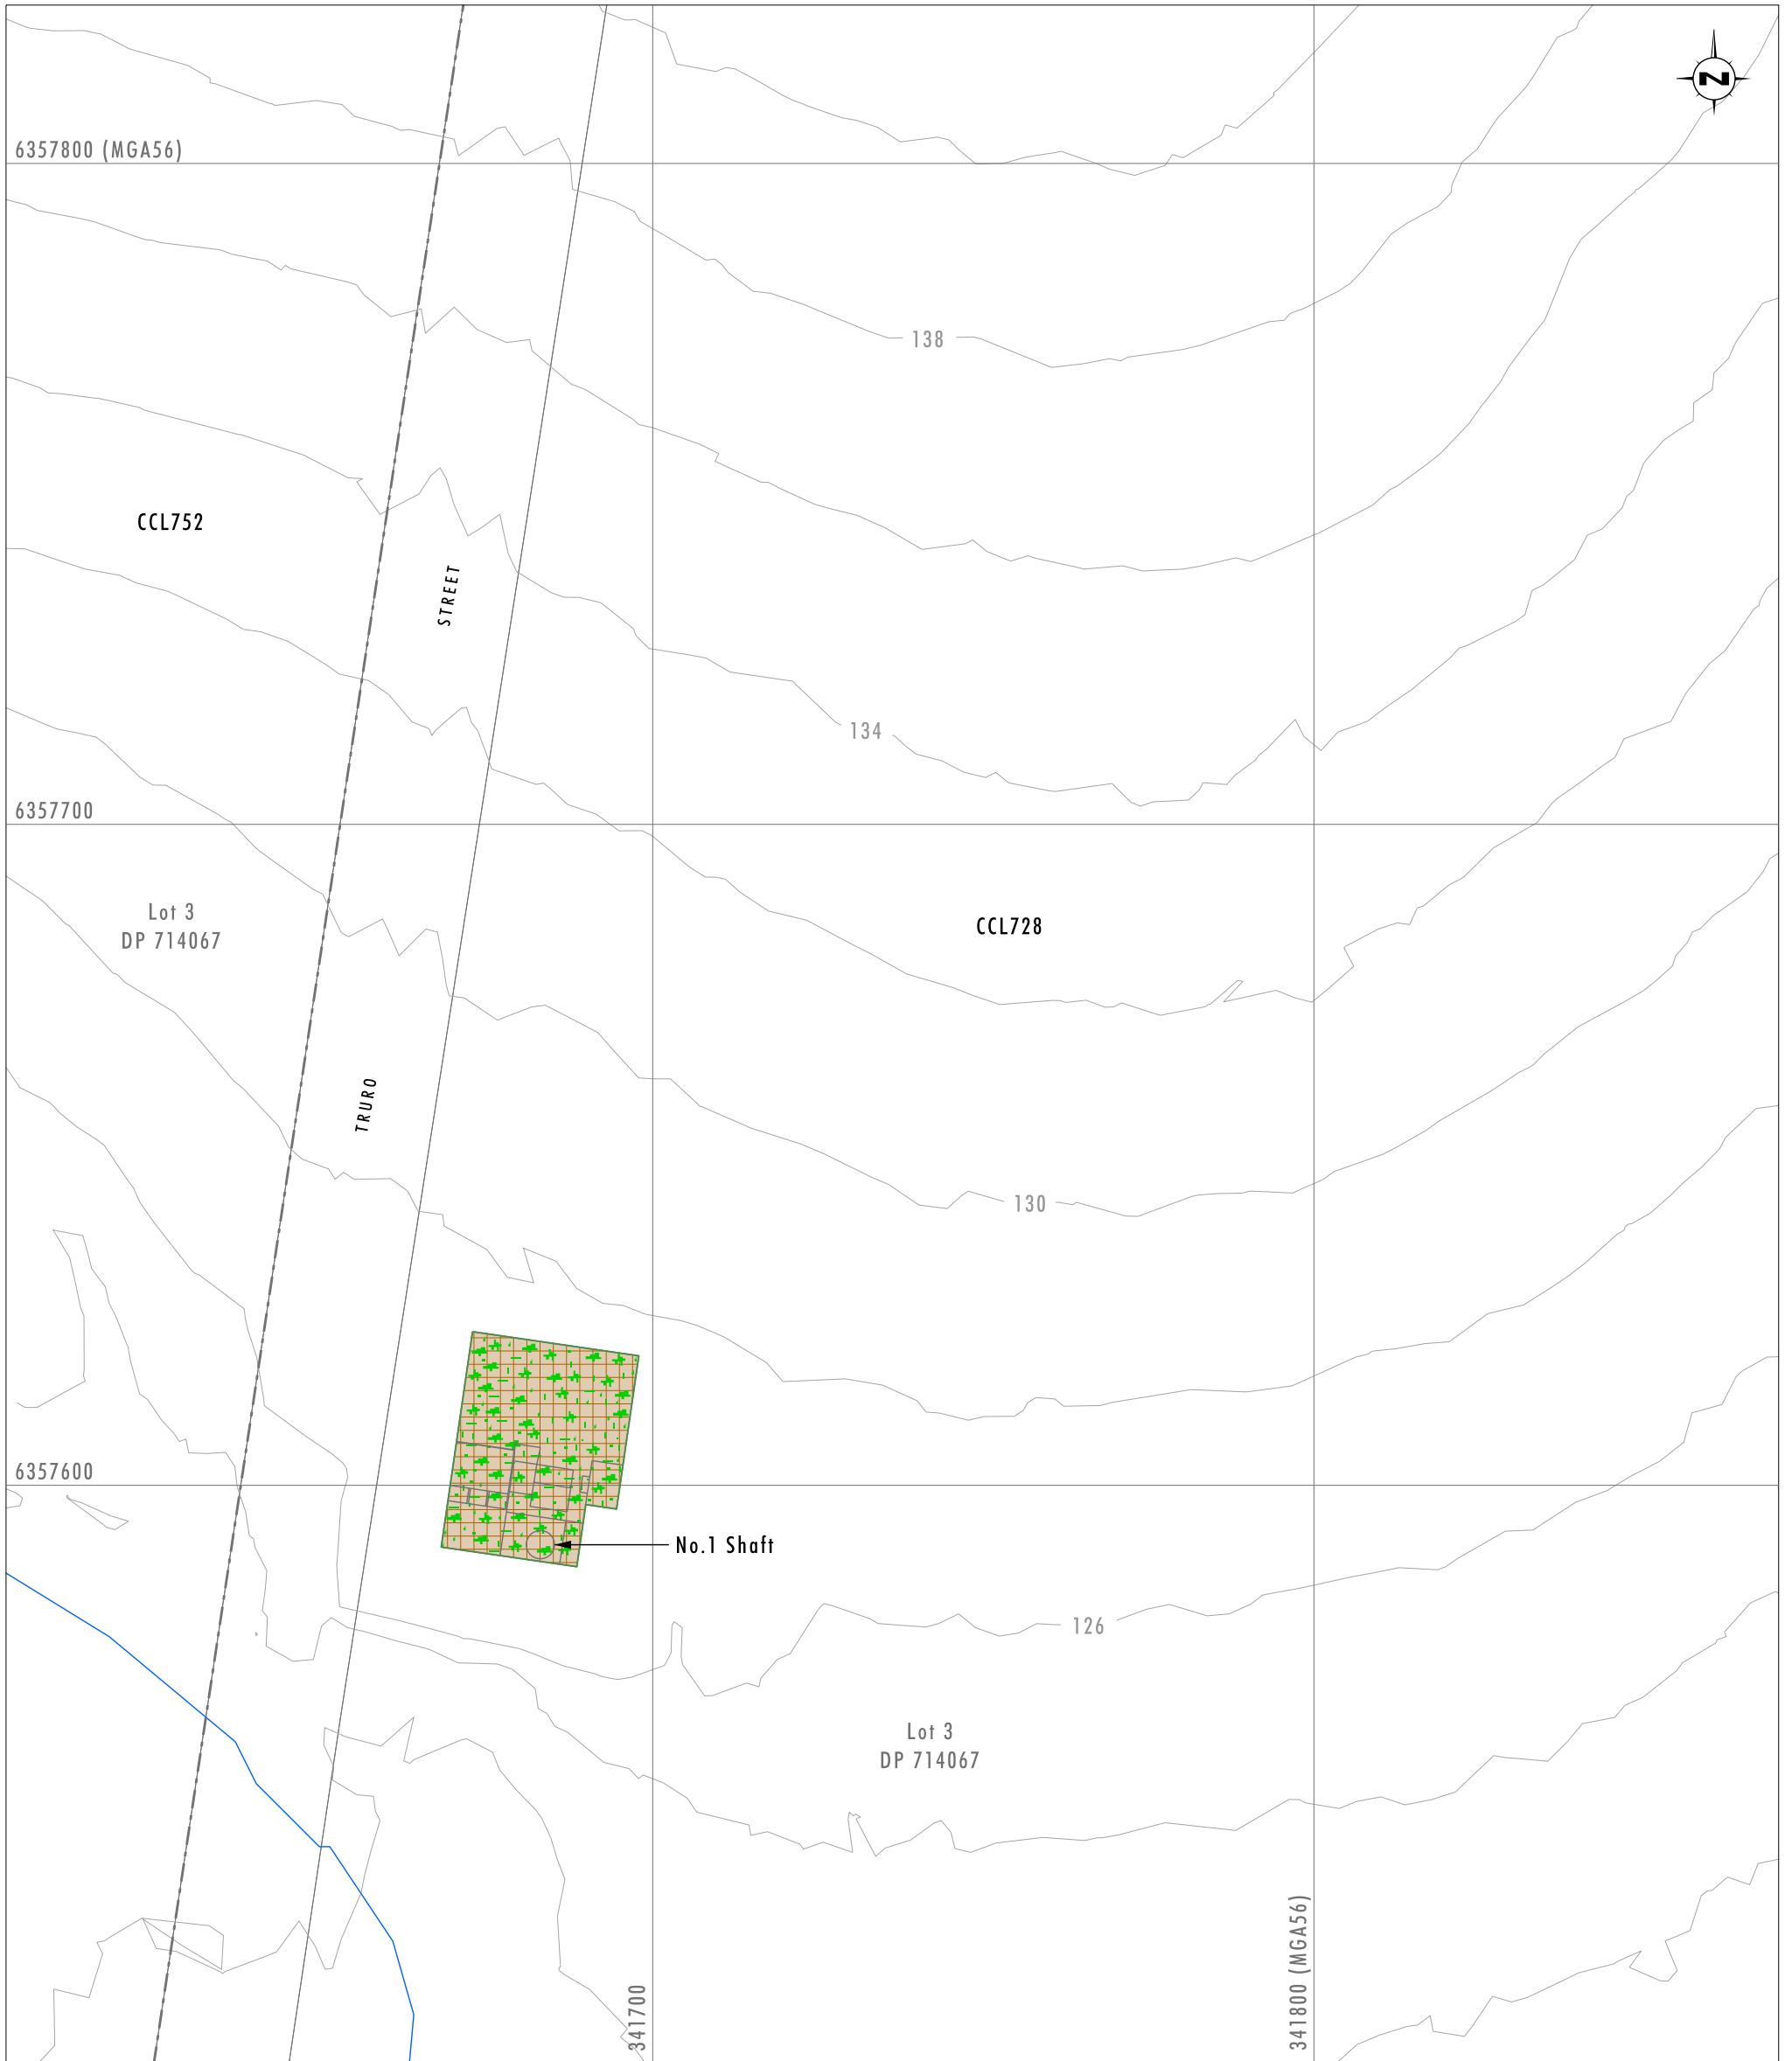 N
6357800 (MGA56)
138
CCL752
STREET
134
6357700
Lot 3
DP 714067
CCL728
TRURO
130
6357600
No.1 Shaft
126
Lot 3
DP 714067
341700
341800 (MGA56)